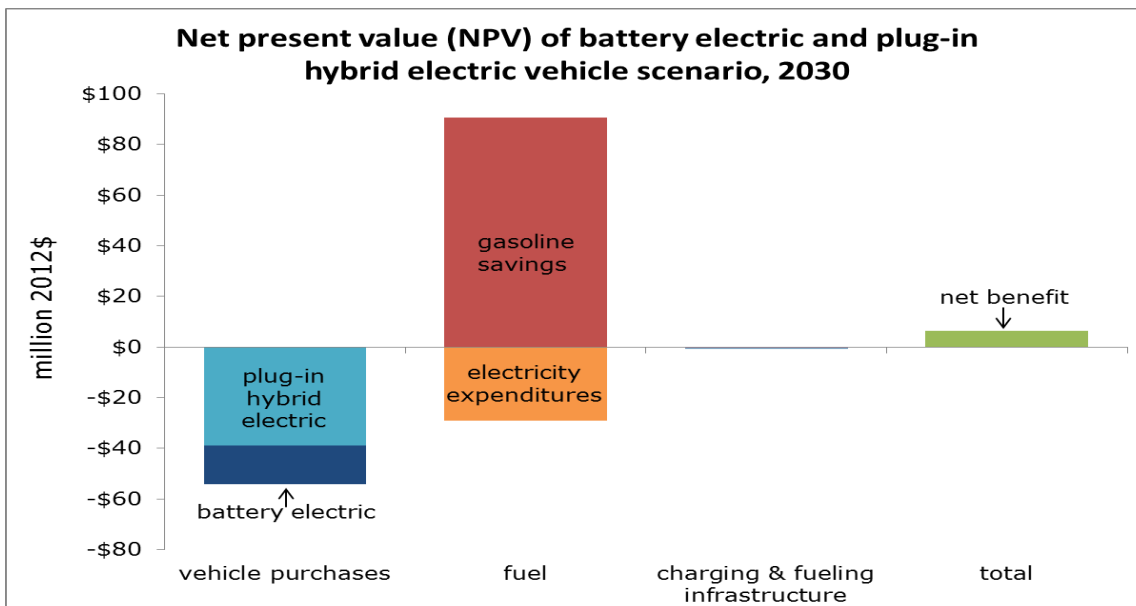 Net present value (NPV) of battery electric and plug-in
hybrid electric vehicle scenario, 2030
million 2012$
$100
$80
$60
$40
$20
$0
-$20
-$40
-$60
-$80
plug-in
hybrid
electric
battery electric
gasoline
savings
electricity
expenditures
net benefit
vehicle purchases
fuel
charging & fueling
infrastructure
total